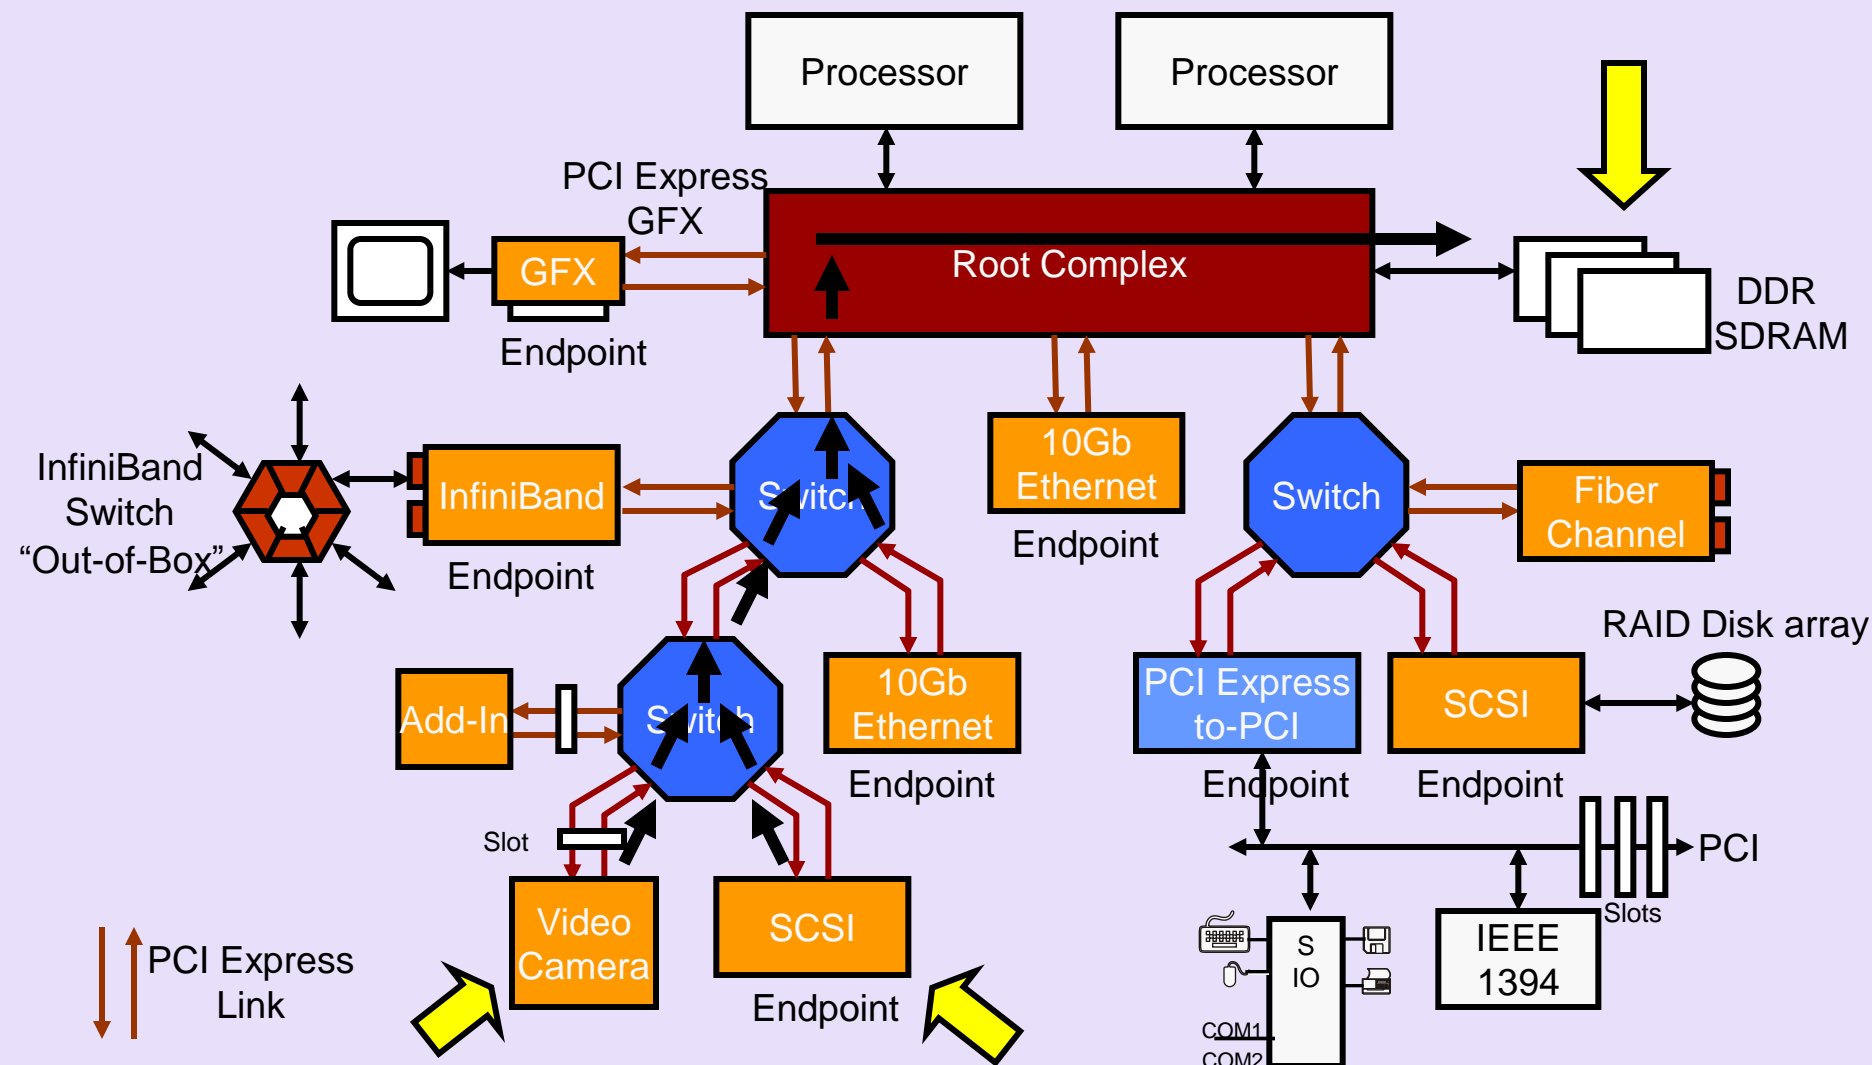 Processor
Processor
PCI Express
GFX
GFX
Endpoint
Root Complex
DDR
SDRAM
InfiniBand
Switch
“Out-of-Box”
InfiniBand
Endpoint
Switch
10Gb
Ethernet
Endpoint
Switch
Fiber
Channel
RAID Disk array
Add-In
Switch
10Gb
Ethernet
Endpoint
PCI Express
to-PCI
Endpoint
SCSI
Endpoint
Slot
PCI
Slots
Video
Camera
SCSI
Endpoint
PCI Express
Link
S
IO
COM1
COM2
IEEE
1394